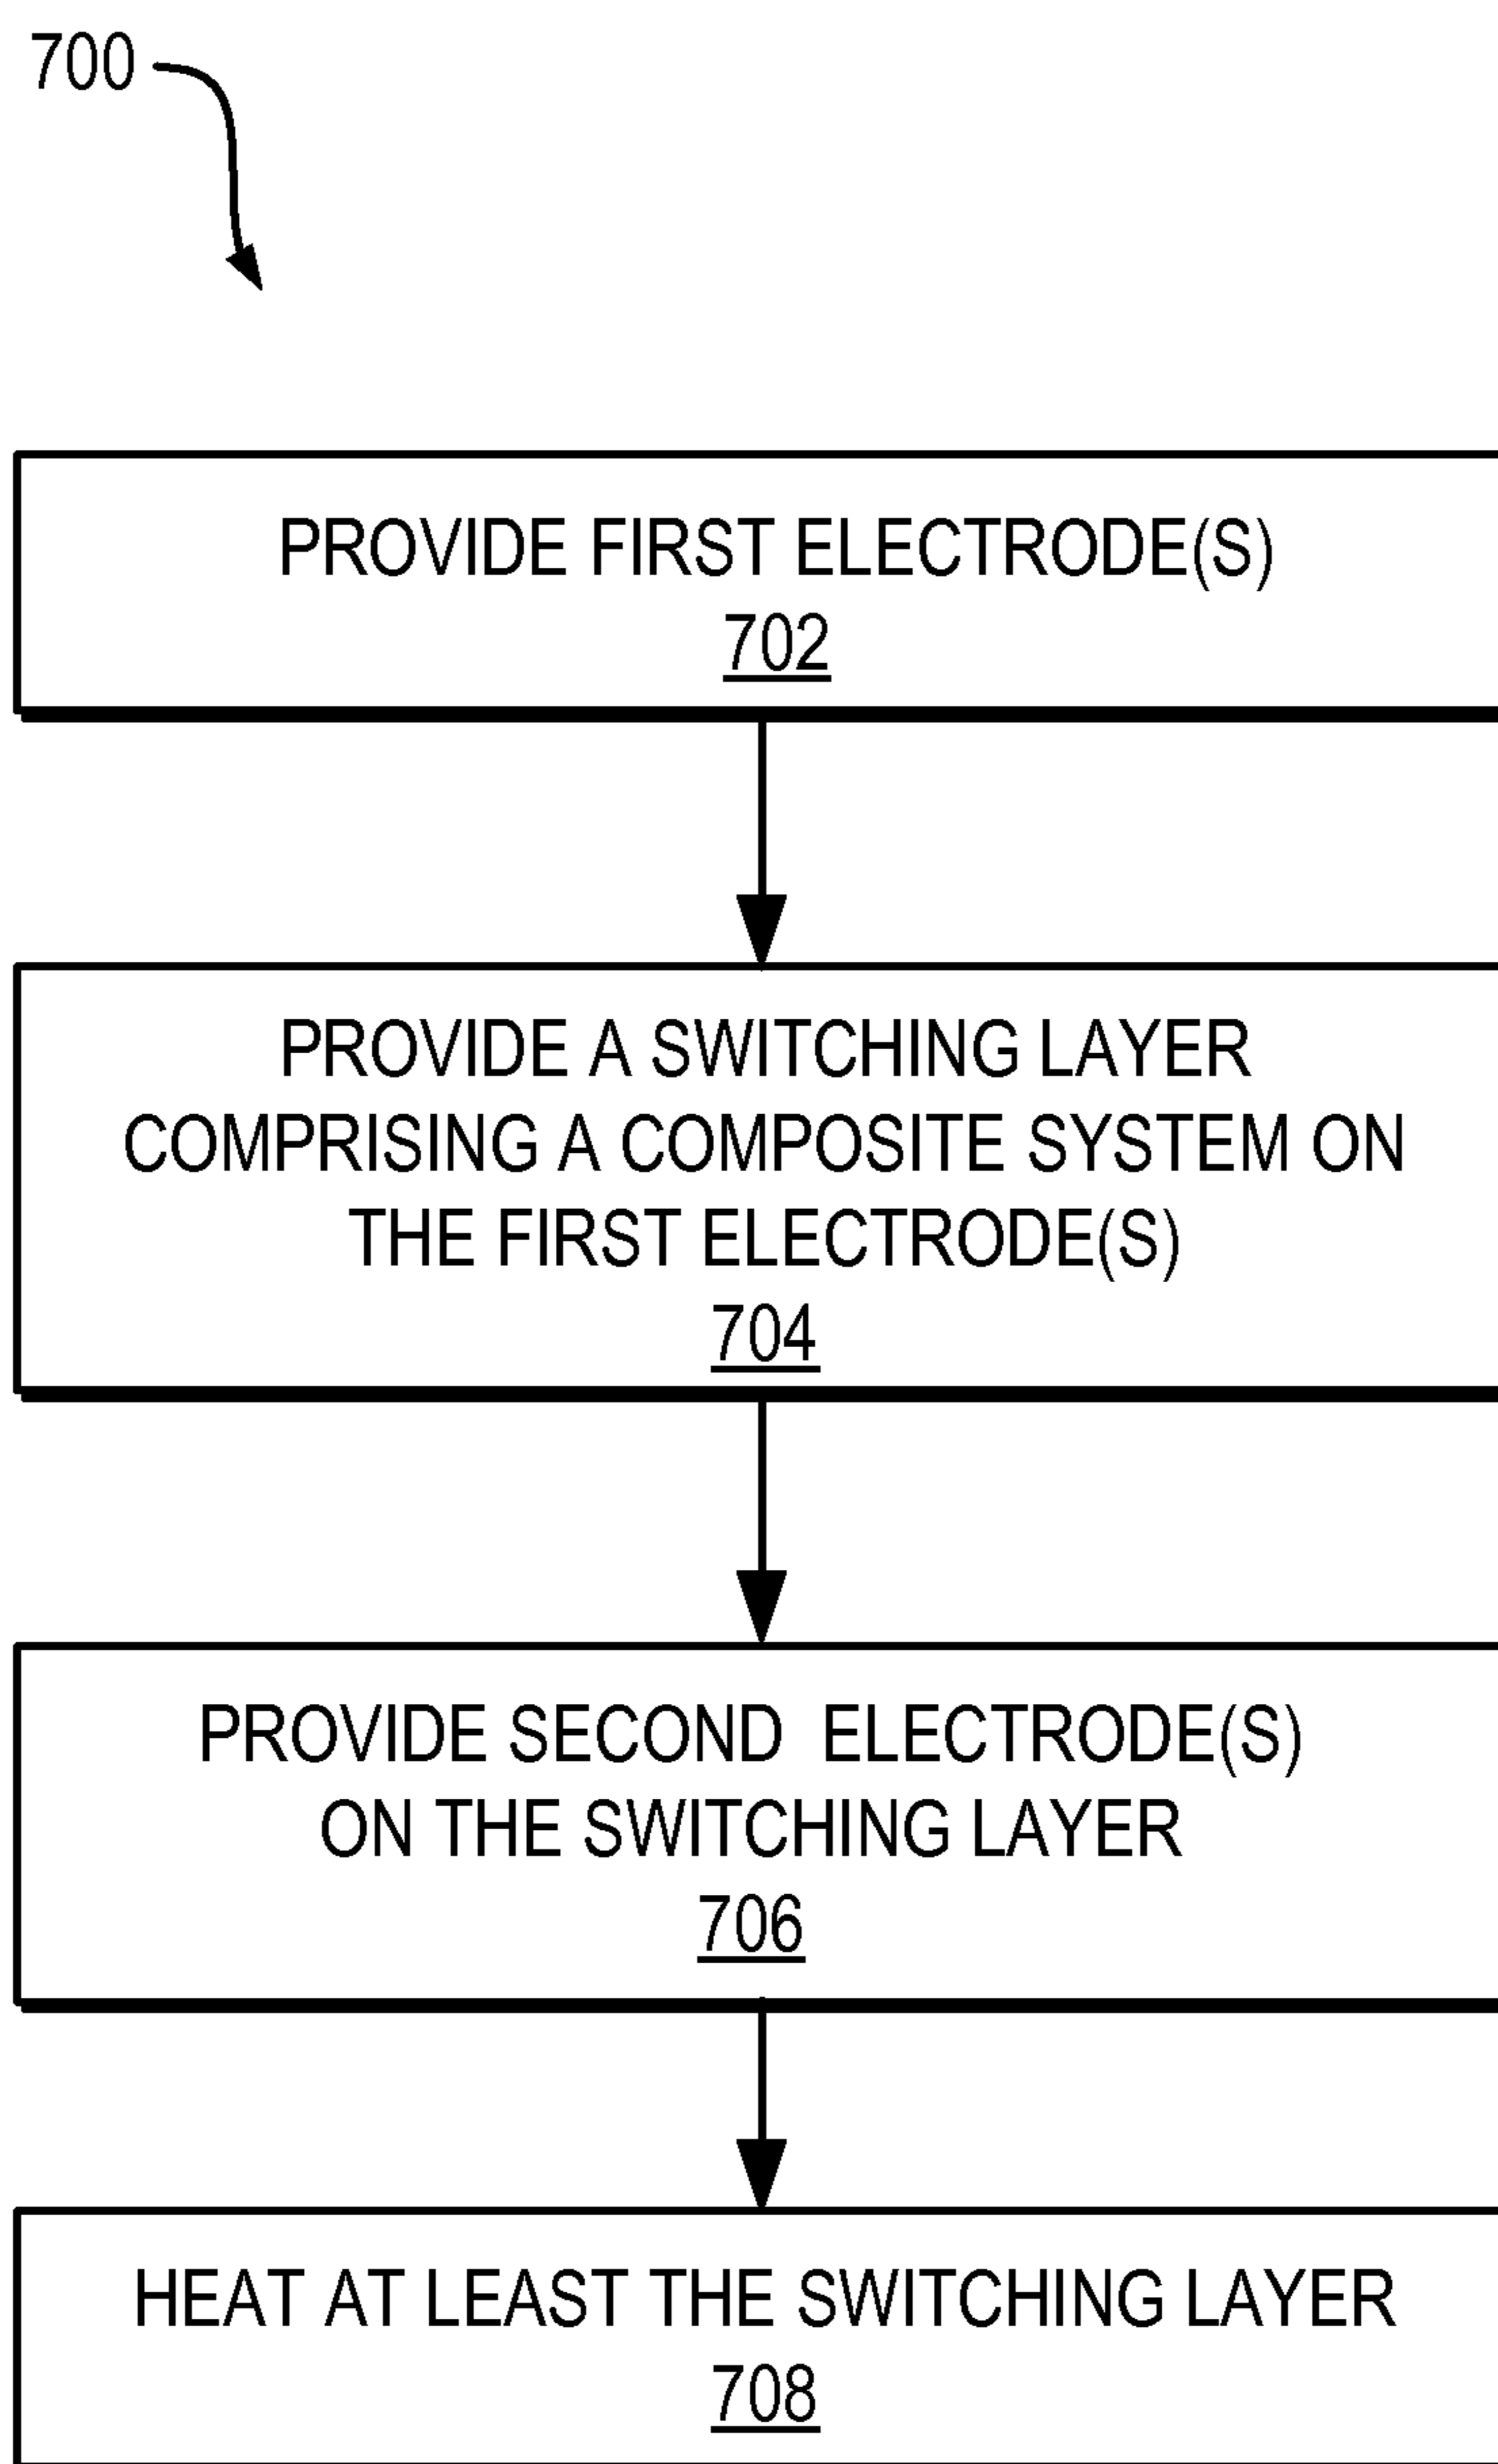 700
PROVIDE FIRST ELECTRODE(S)
702
PROVIDE A SWITCHING LAYER
COMPRISING A COMPOSITE SYSTEM ON
THE FIRST ELECTRODE(S)
704
PROVIDE SECOND ELECTRODE(S)
ON THE SWITCHING LAYER
706
HEAT AT LEAST THE SWITCHING LAYER
708